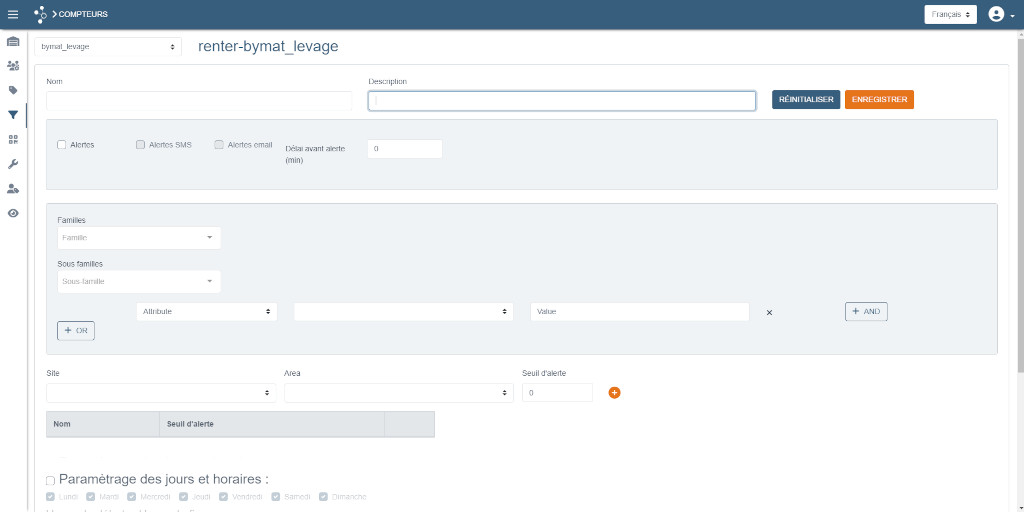 COMPTEURS
Français
bymat_levage
renter-bymat_levage
Nom
Description
RÉINITIALISER
ENREGISTRER
Alertes
Alertes SMS
Alertes email
Délai avant alerte
(min)
0
Familles
Famille
Sous familles
Sous-famille
Attribute
Value
×
+ AND
+ OR
Site
Area
Seuil d'alerte
0
Nom
Seuil d'alerte
Paramètrage des jours et horaires :
Lundi
Mardi
Mercredi
Jeudi
Vendredi
Samedi
Dimanche